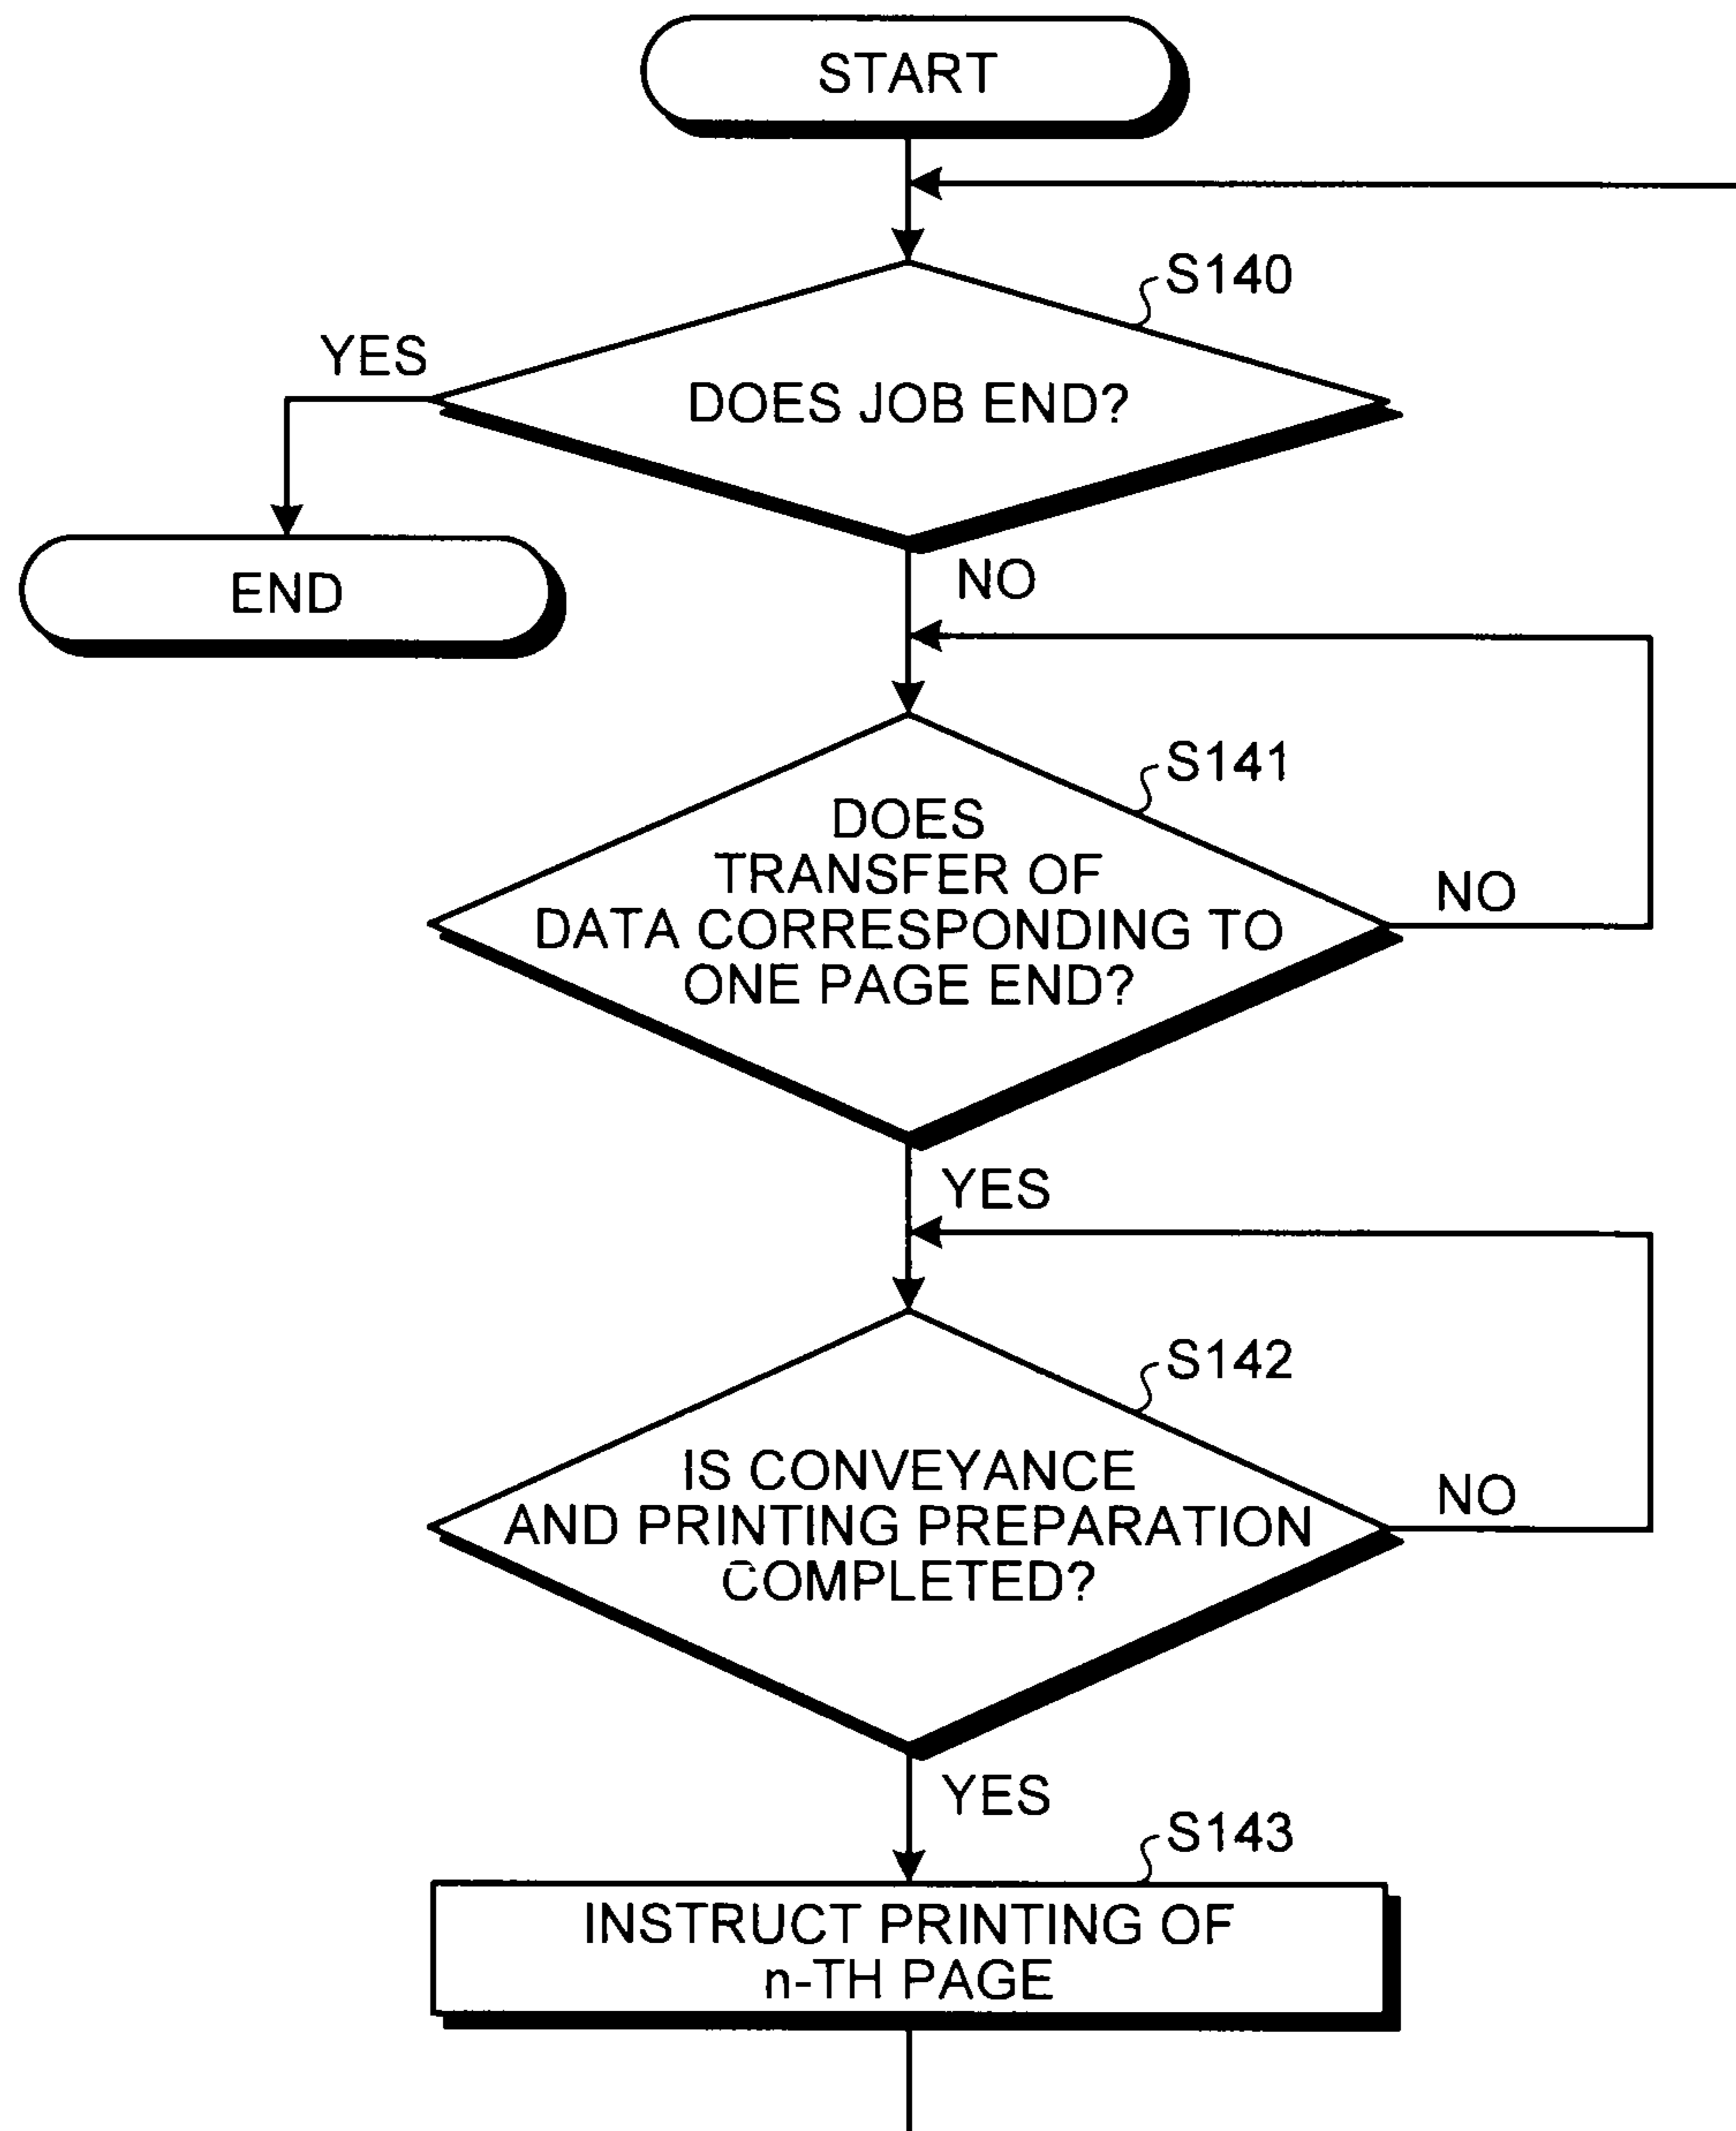 START
S140
YES
DOES JOB END?
END
NO
S141
DOES
TRANSFER OF
DATA CORRESPONDING TO
ONE PAGE END?
NO
YES
S142
IS CONVEYANCE
AND PRINTING PREPARATION
COMPLETED?
NO
YES
S143
INSTRUCT PRINTING OF
n-TH PAGE